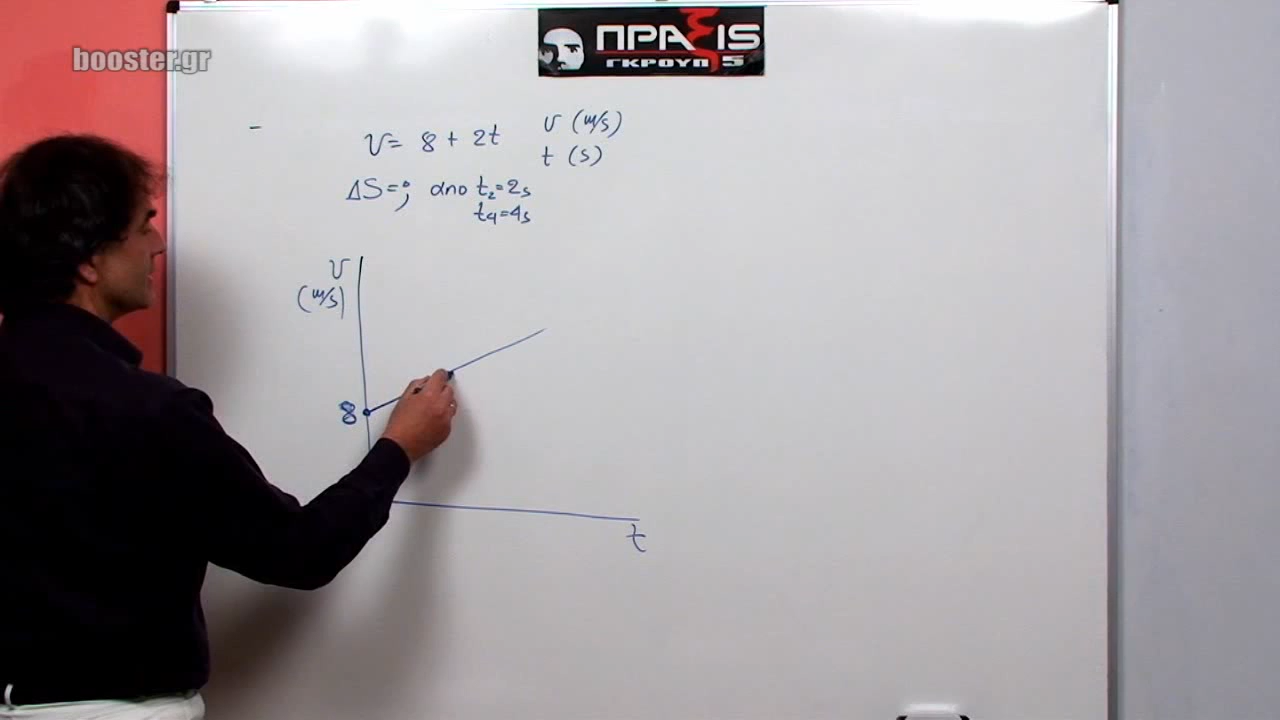 booster.gr
ΠΡΑξIS
ΓΚΡΟΥΠ 5
υ = 8 + 2t
υ (m/s)
t (s)
ΔS = ; από t₂=2s
t₄=4s
υ
(m/s)
8
t